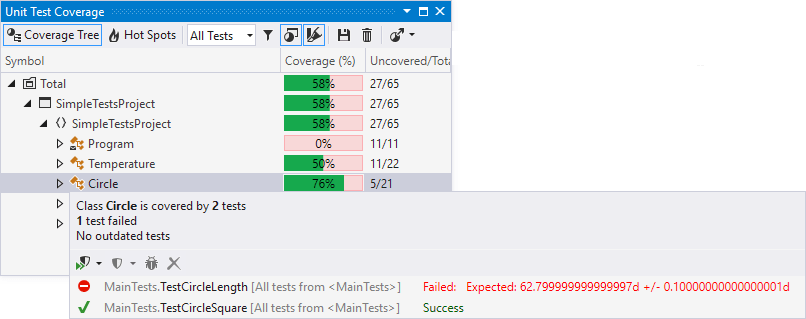 Unit Test Coverage
Coverage Tree Hot Spots All Tests
Symbol Coverage (%) Uncovered/Tota
Total 58% 27/65
SimpleTestsProject 58% 27/65
SimpleTestsProject 58% 27/65
Program 0% 11/11
Temperature 50% 11/22
Circle 76% 5/21
Class Circle is covered by 2 tests
1 test failed
No outdated tests
MainTests.TestCircleLength [All tests from <MainTests>] Failed: Expected: 62.799999999999997d +/- 0.10000000000000001d
MainTests.TestCircleSquare [All tests from <MainTests>] Success